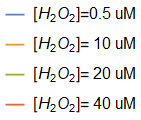 [H₂O₂]=0.5 uM
[H₂O₂]= 10 uM
[H₂O₂]= 20 uM
[H₂O₂]= 40 uM